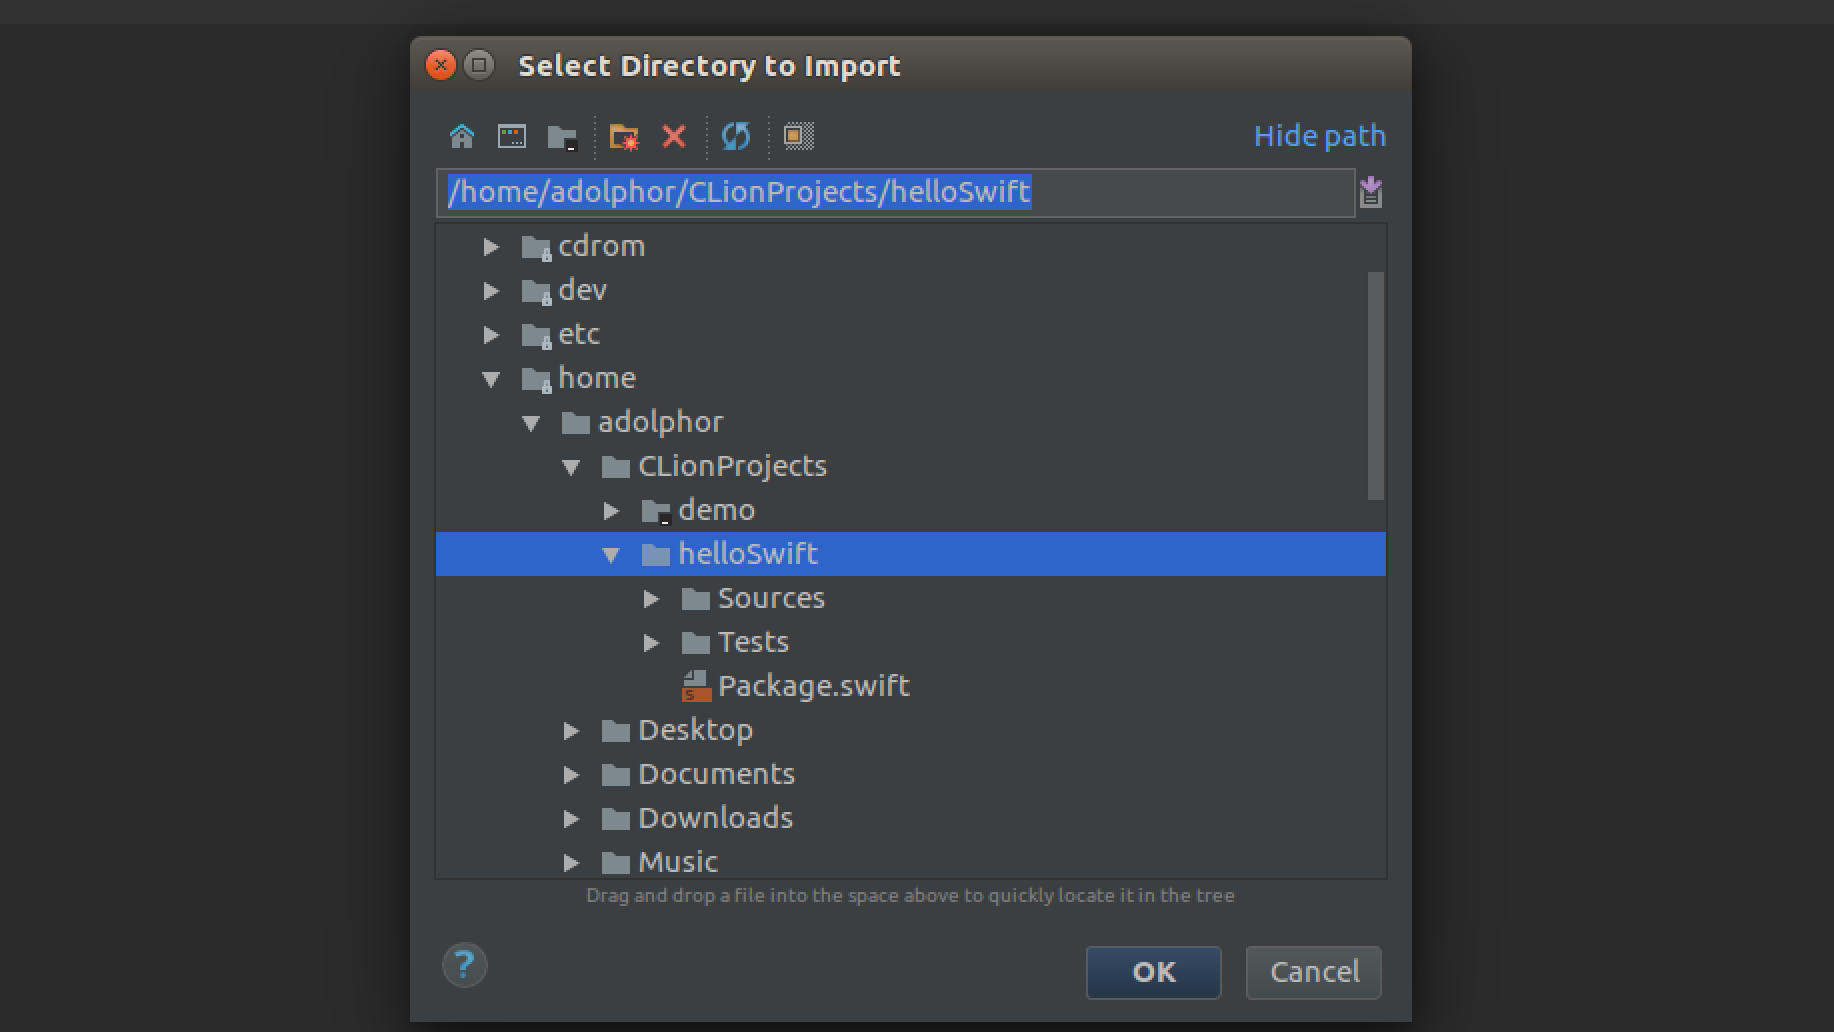 Select Directory to Import
Hide path
/home/adolphor/CLionProjects/helloSwift
cdrom
dev
etc
home
adolphor
CLionProjects
demo
helloSwift
Sources
Tests
Package.swift
Desktop
Documents
Downloads
Music
Drag and drop a file into the space above to quickly locate it in the tree
?
OK
Cancel